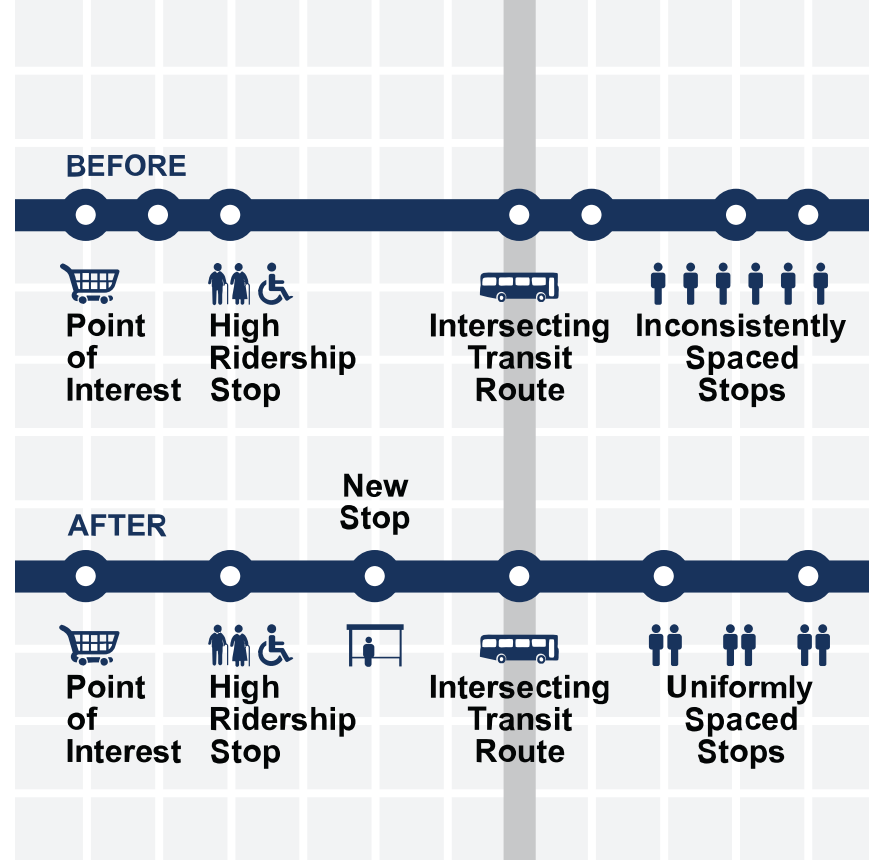 BEFORE
Point
of
Interest
High
Ridership
Stop
Intersecting
Transit
Route
Inconsistently
Spaced
Stops
New
Stop
AFTER
Point
of
Interest
High
Ridership
Stop
Intersecting
Transit
Route
Uniformly
Spaced
Stops